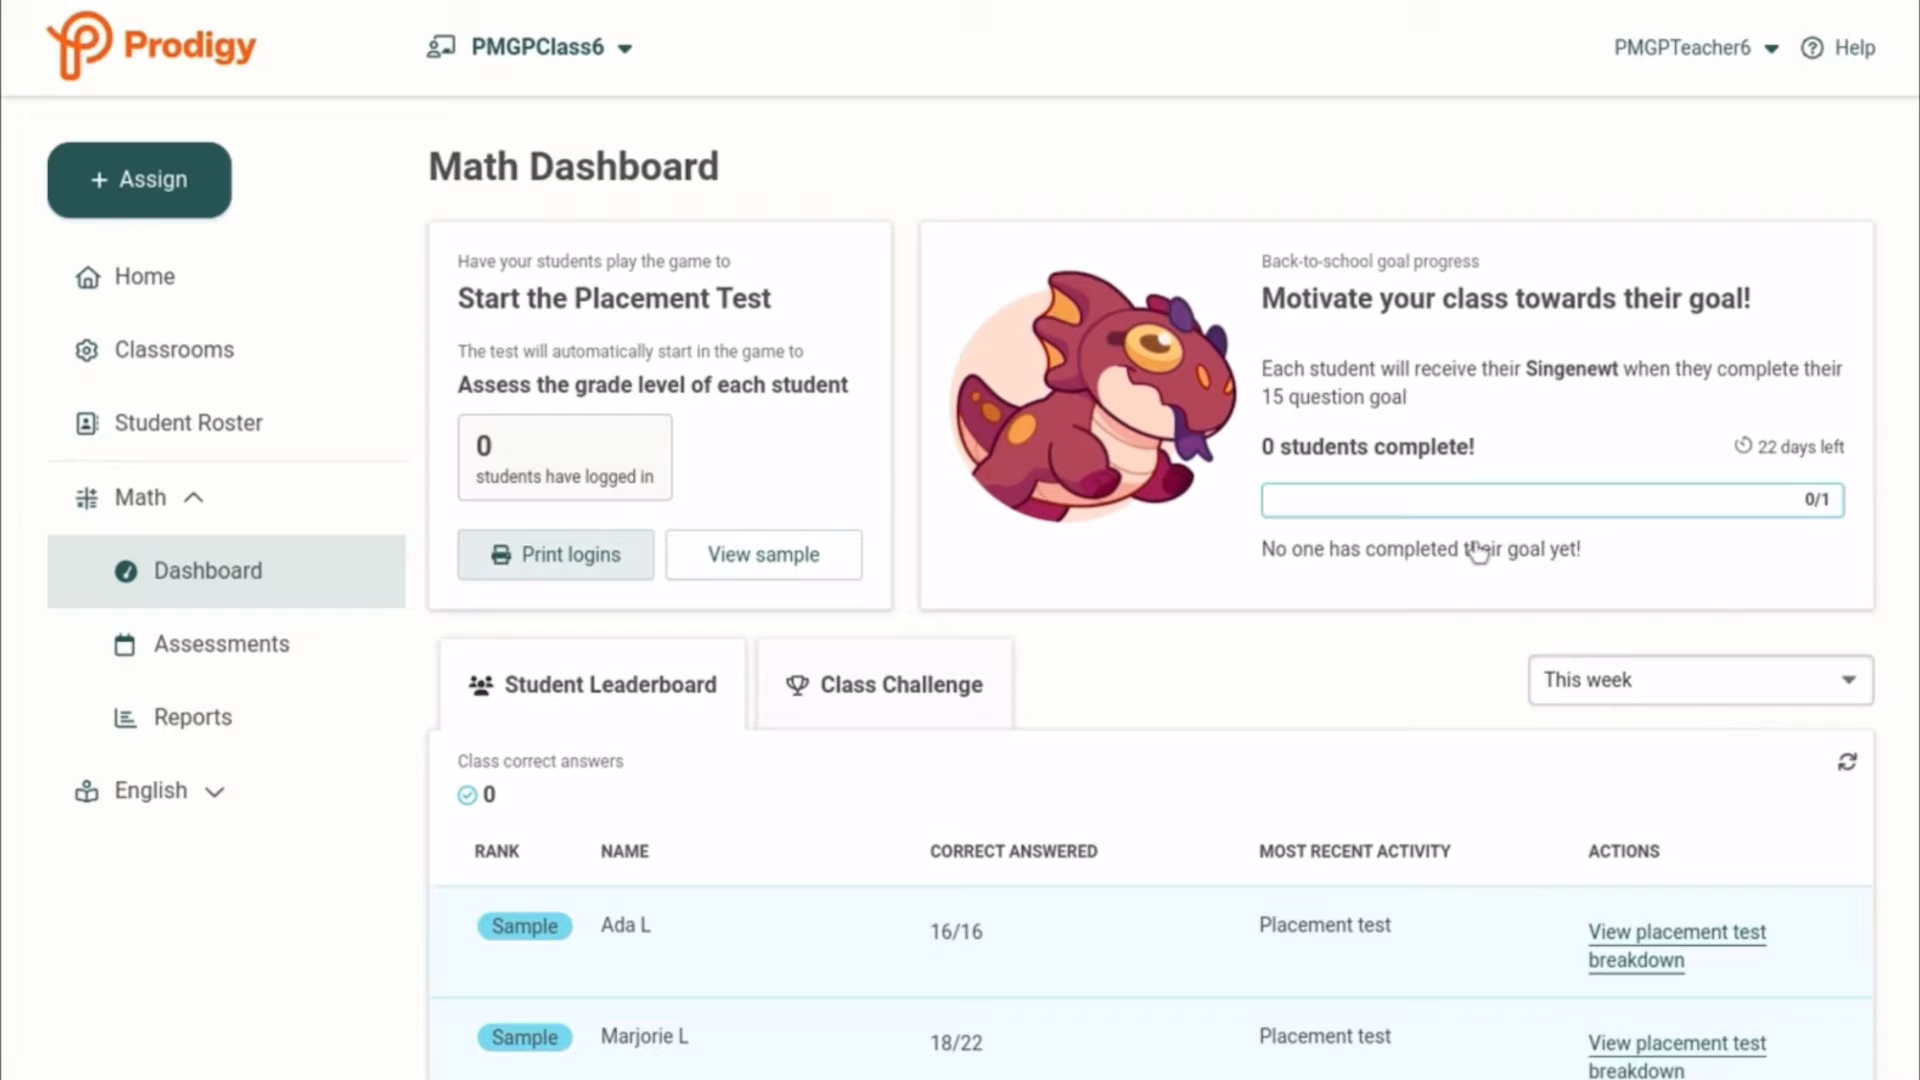 Prodigy
PMGPClass6
PMGPTeacher6
Help
+ Assign
Home
Classrooms
Student Roster
Math
Dashboard
Assessments
Reports
English
Math Dashboard
Have your students play the game to
Start the Placement Test
The test will automatically start in the game to
Assess the grade level of each student
0
students have logged in
Print logins
View sample
Back-to-school goal progress
Motivate your class towards their goal!
Each student will receive their Singenewt when they complete their
15 question goal
0 students complete!
22 days left
0/1
No one has completed their goal yet!
Student Leaderboard
Class Challenge
This week
Class correct answers
0
RANK NAME CORRECT ANSWERED MOST RECENT ACTIVITY ACTIONS
Sample Ada L 16/16 Placement test View placement test
breakdown
Sample Marjorie L 18/22 Placement test View placement test
breakdown